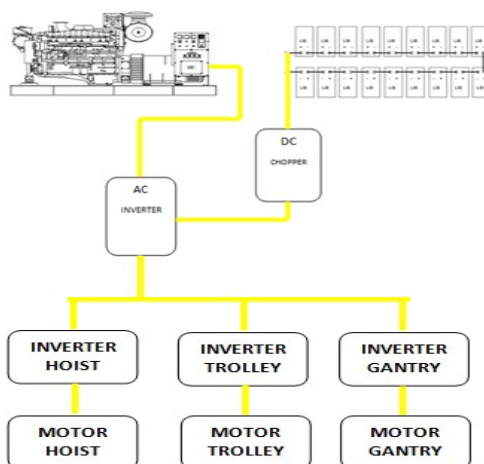 DC
CHOPPER
AC
INVERTER
INVERTER
HOIST
INVERTER
TROLLEY
INVERTER
GANTRY
MOTOR
HOIST
MOTOR
TROLLEY
MOTOR
GANTRY